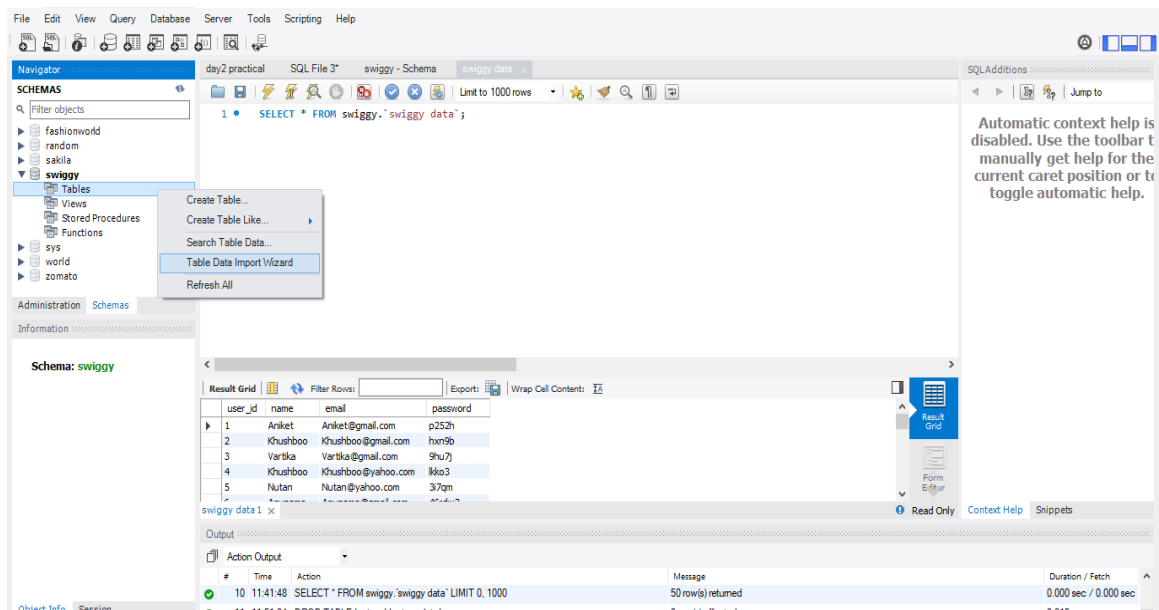 File Edit View Query Database Server Tools Scripting Help
Navigator
SCHEMAS
Filter objects
fashionworld
random
sakila
swiggy
Tables
Views
Stored Procedures
Functions
sys
world
zomato
Create Table...
Create Table Like...
Search Table Data...
Table Data Import Wizard
Refresh All
Administration Schemas
Information
Schema: swiggy
Object Info Session
day2 practical SQL File 3* swiggy - Schema swiggy data
Limit to 1000 rows
1 SELECT * FROM swiggy.`swiggy data`;
Result Grid Filter Rows: Export: Wrap Cell Content:
user_id name email password
1 Aniket Aniket@gmail.com p252h
2 Khushboo Khushboo@gmail.com hxn9b
3 Vartika Vartika@gmail.com 9hu7j
4 Khushboo Khushboo@yahoo.com lkko3
5 Nutan Nutan@yahoo.com 3i7qm
Result Grid
Form Editor
swiggy data 1
Read Only
Output
Action Output
# Time Action Message Duration / Fetch
10 11:41:48 SELECT * FROM swiggy.`swiggy data` LIMIT 0, 1000 50 row(s) returned 0.000 sec / 0.000 sec
SQLAdditions
Jump to
Automatic context help is
disabled. Use the toolbar
manually get help for the
current caret position or
toggle automatic help.
Context Help Snippets